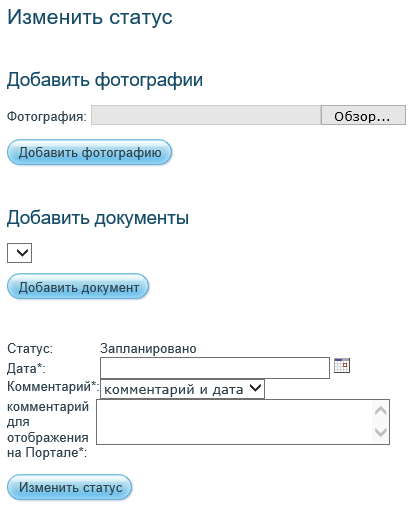 Изменить статус
Добавить фотографии
Фотография: Обзор...
Добавить фотографию
Добавить документы
Добавить документ
Статус: Запланировано
Дата*:
Комментарий*: комментарий и дата
комментарий
для
отображения
на Портале*:
Изменить статус